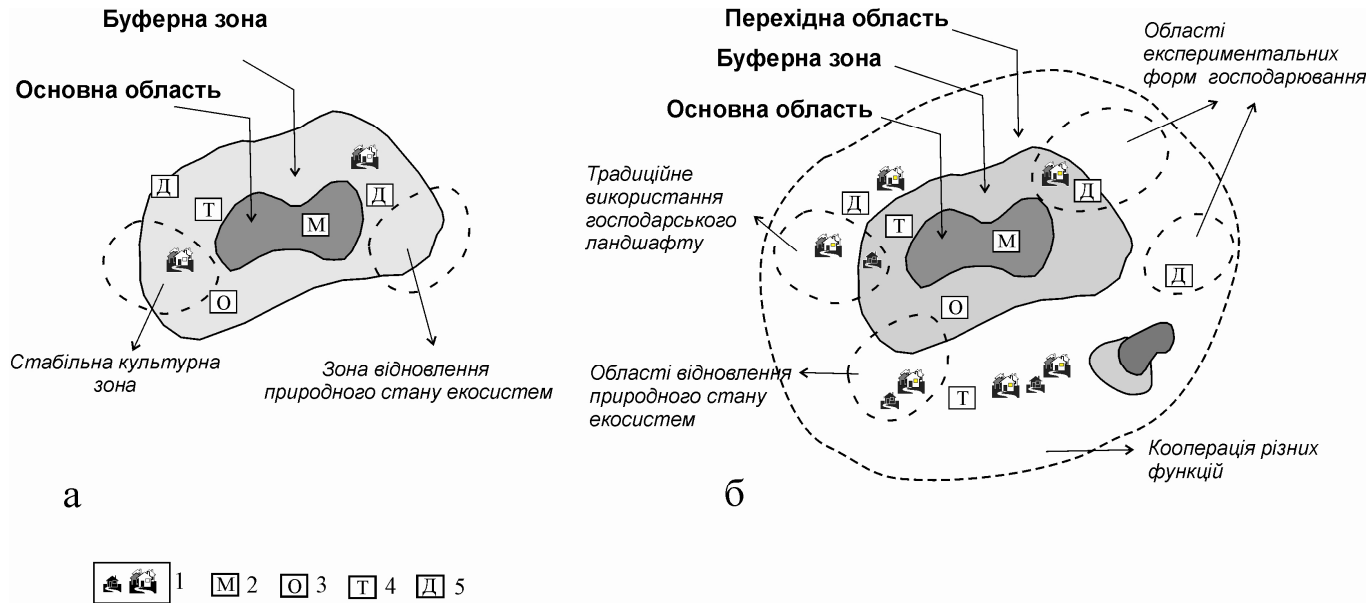 Буферна зона
Основна область
Д
Т
М
Д
О
Стабільна культурна
зона
Зона відновлення
природного стану екосистем
а
Перехідна область
Буферна зона
Основна область
Області
експериментальних
форм господарювання
Традиційне
використання
господарського
ландшафту
Д
Т
М
Д
Д
О
Т
Області відновлення
природного стану
екосистем
Кооперація різних
функцій
б
1 М 2 О 3 Т 4 Д 5